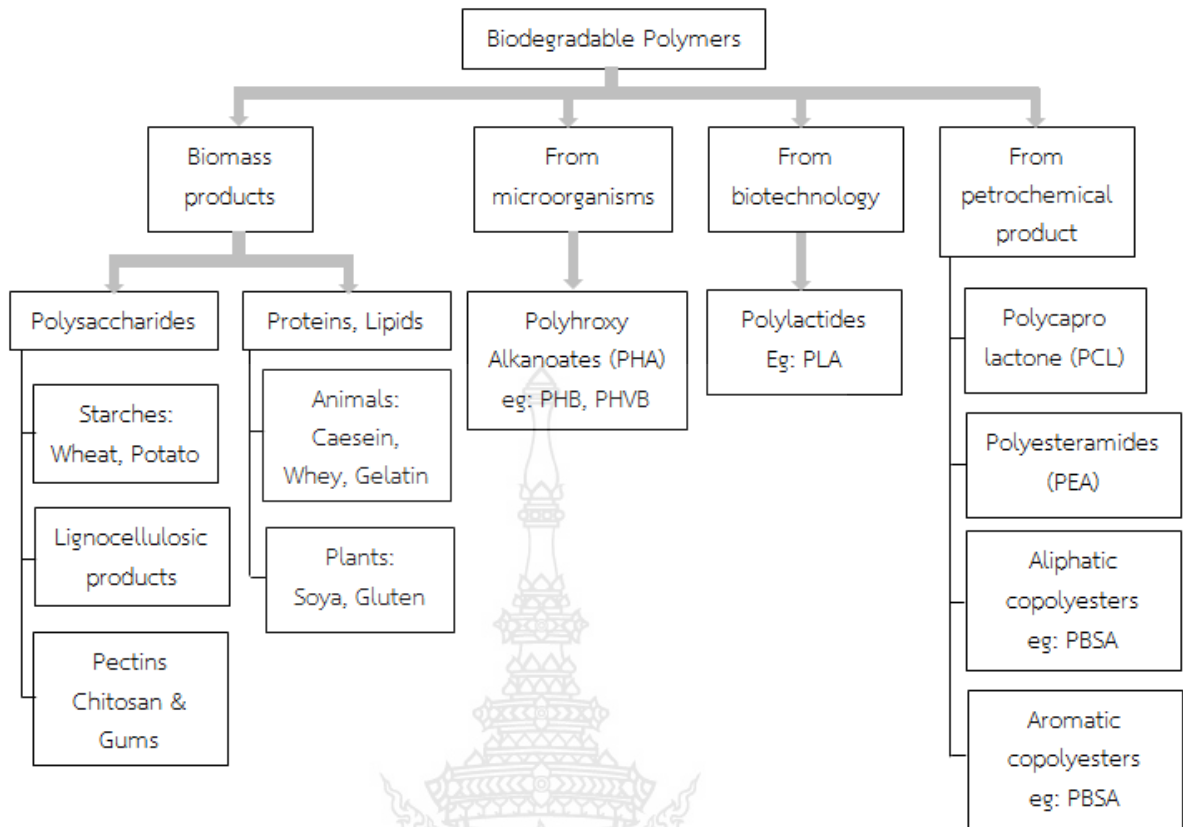 Biodegradable Polymers
Biomass
products
From
microorganisms
From
biotechnology
From
petrochemical
product
Polysaccharides
Proteins, Lipids
Polyhroxy
Alkanoates (PHA)
eg: PHB, PHVB
Polylactides
Eg: PLA
Polycapro
lactone (PCL)
Starches:
Wheat, Potato
Animals:
Caesein,
Whey, Gelatin
Polyesteramides
(PEA)
Lignocellulosic
products
Plants:
Soya, Gluten
Aliphatic
copolyesters
eg: PBSA
Pectins
Chitosan &
Gums
Aromatic
copolyesters
eg: PBSA